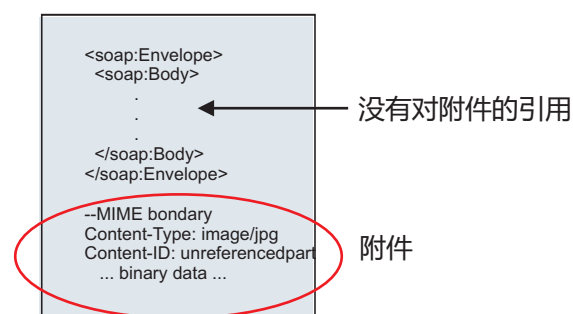 <soap:Envelope>
<soap:Body>
.
.
.
</soap:Body>
</soap:Envelope>
没有对附件的引用
--MIME bondary
Content-Type: image/jpg
Content-ID: unreferencedpart
... binary data ...
附件